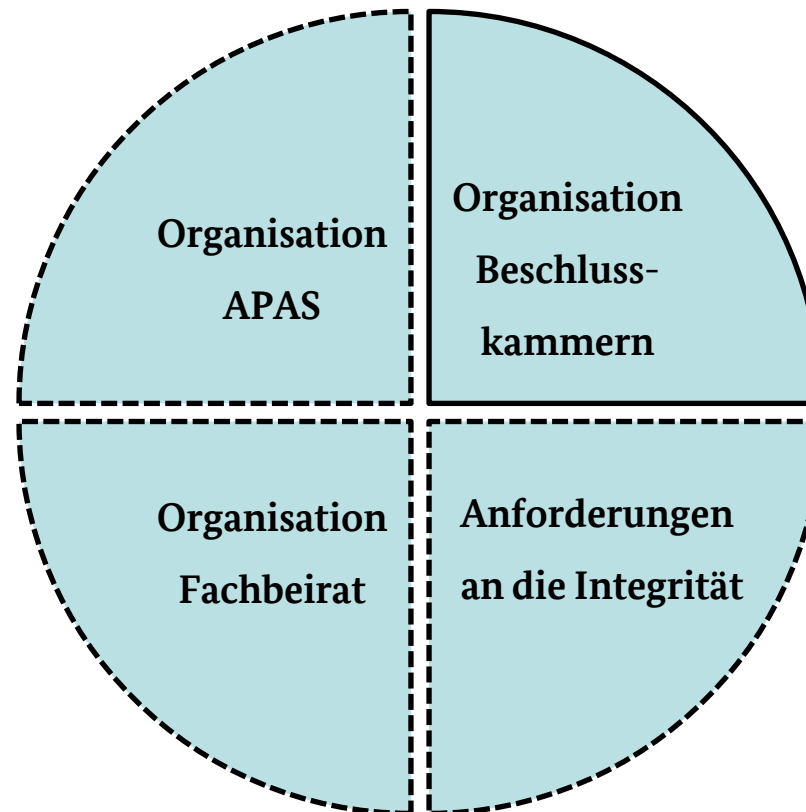 Organisation
APAS
Organisation
Beschluss-
kammern
Organisation
Fachbeirat
Anforderungen
an die Integrität